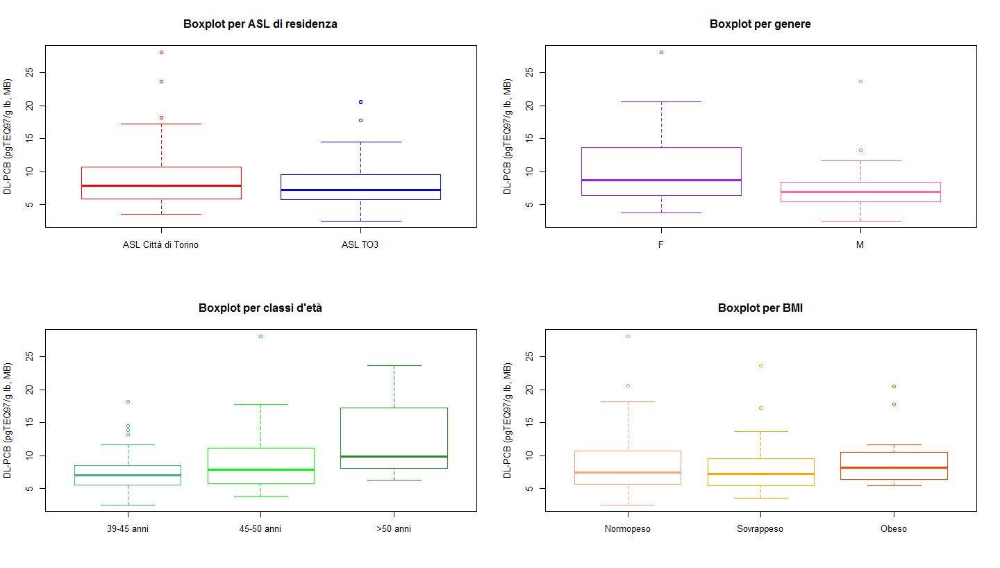 Boxplot per ASL di residenza
DL-PCB (pgTEQ97/g lb, MB)
25
20
15
10
5
ASL Città di Torino
ASL TO3
Boxplot per genere
DL-PCB (pgTEQ97/g lb, MB)
25
20
15
10
5
F
M
Boxplot per classi d'età
DL-PCB (pgTEQ97/g lb, MB)
25
20
15
10
5
39-45 anni
45-50 anni
>50 anni
Boxplot per BMI
DL-PCB (pgTEQ97/g lb, MB)
25
20
15
10
5
Normopeso
Sovrappeso
Obeso